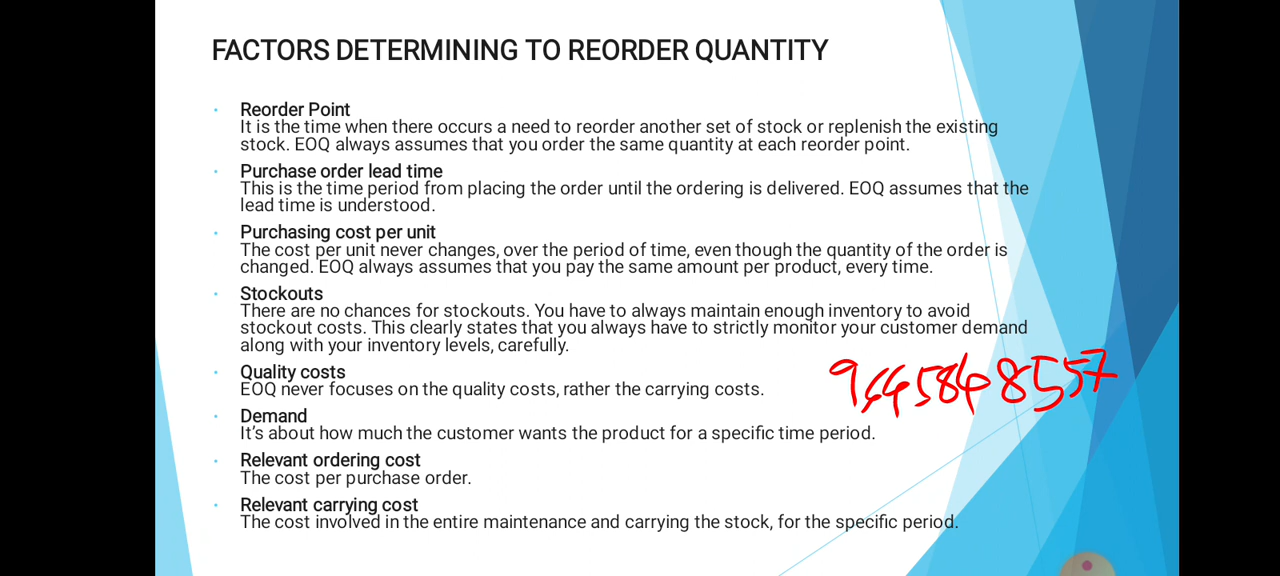 FACTORS DETERMINING TO REORDER QUANTITY
• Reorder Point
It is the time when there occurs a need to reorder another set of stock or replenish the existing
stock. EOQ always assumes that you order the same quantity at each reorder point.
• Purchase order lead time
This is the time period from placing the order until the ordering is delivered. EOQ assumes that the
lead time is understood.
• Purchasing cost per unit
The cost per unit never changes, over the period of time, even though the quantity of the order is
changed. EOQ always assumes that you pay the same amount per product, every time.
• Stockouts
There are no chances for stockouts. You have to always maintain enough inventory to avoid
stockout costs. This clearly states that you always have to strictly monitor your customer demand
along with your inventory levels, carefully.
• Quality costs
EOQ never focuses on the quality costs, rather the carrying costs.
• Demand
It's about how much the customer wants the product for a specific time period.
• Relevant ordering cost
The cost per purchase order.
• Relevant carrying cost
The cost involved in the entire maintenance and carrying the stock, for the specific period.